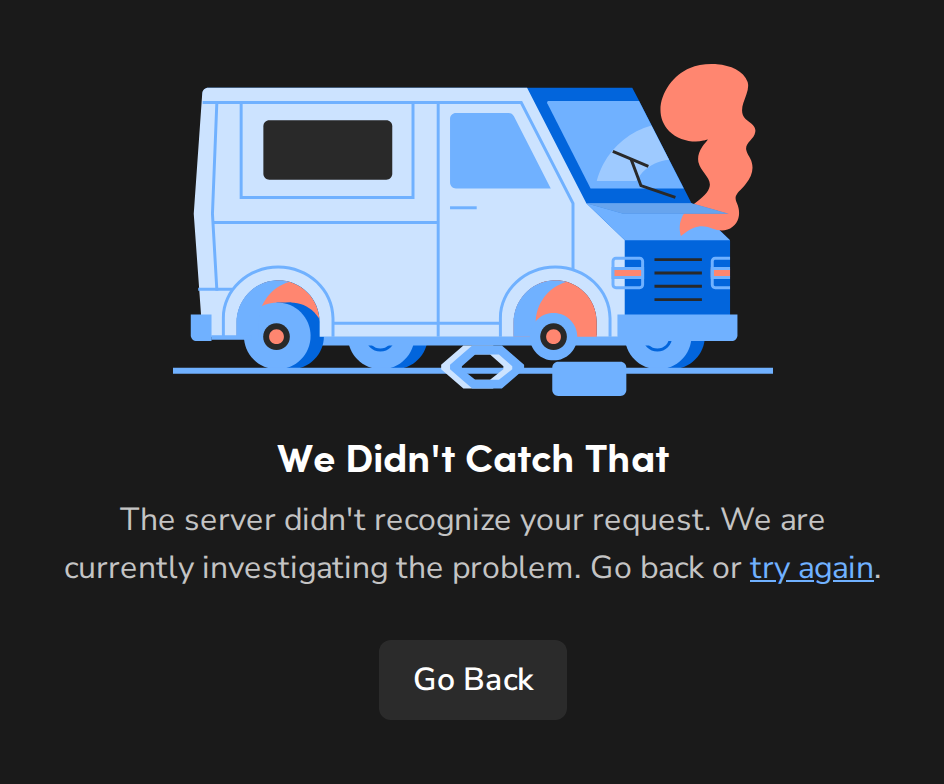 We Didn't Catch That
The server didn't recognize your request. We are
currently investigating the problem. Go back or try again.
Go Back